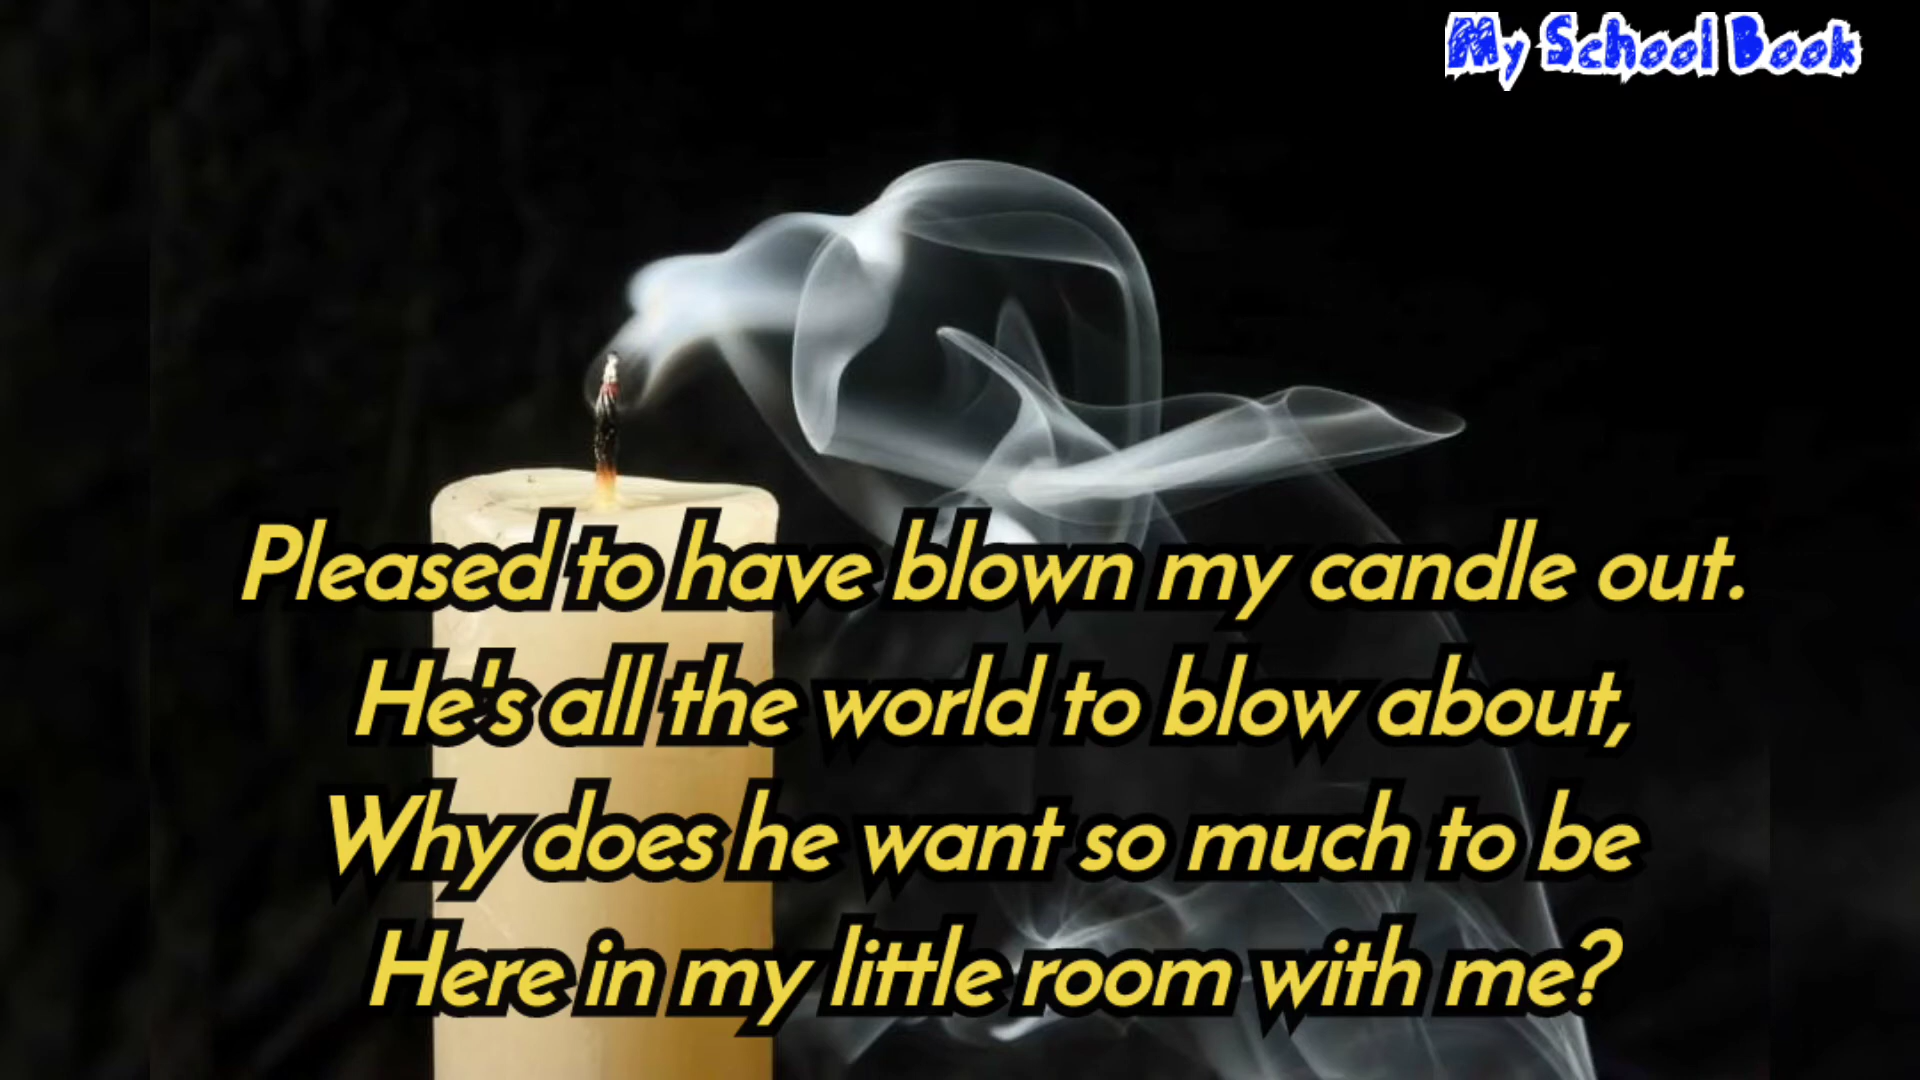 My School Book
Pleased to have blown my candle out.
He's all the world to blow about,
Why does he want so much to be
Here in my little room with me?